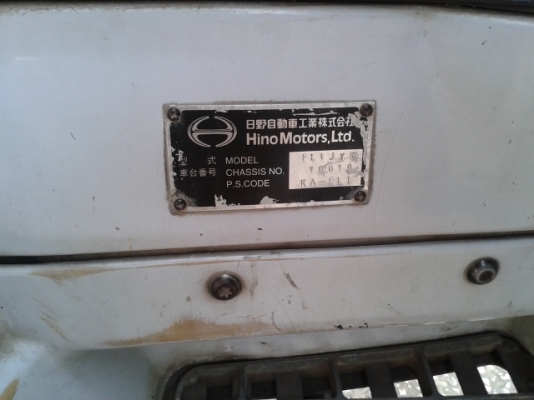 日野自動車工業株式会社
Hino Motors, Ltd.
型 式 MODEL
車台番号 CHASSIS NO.
P.S.CODE